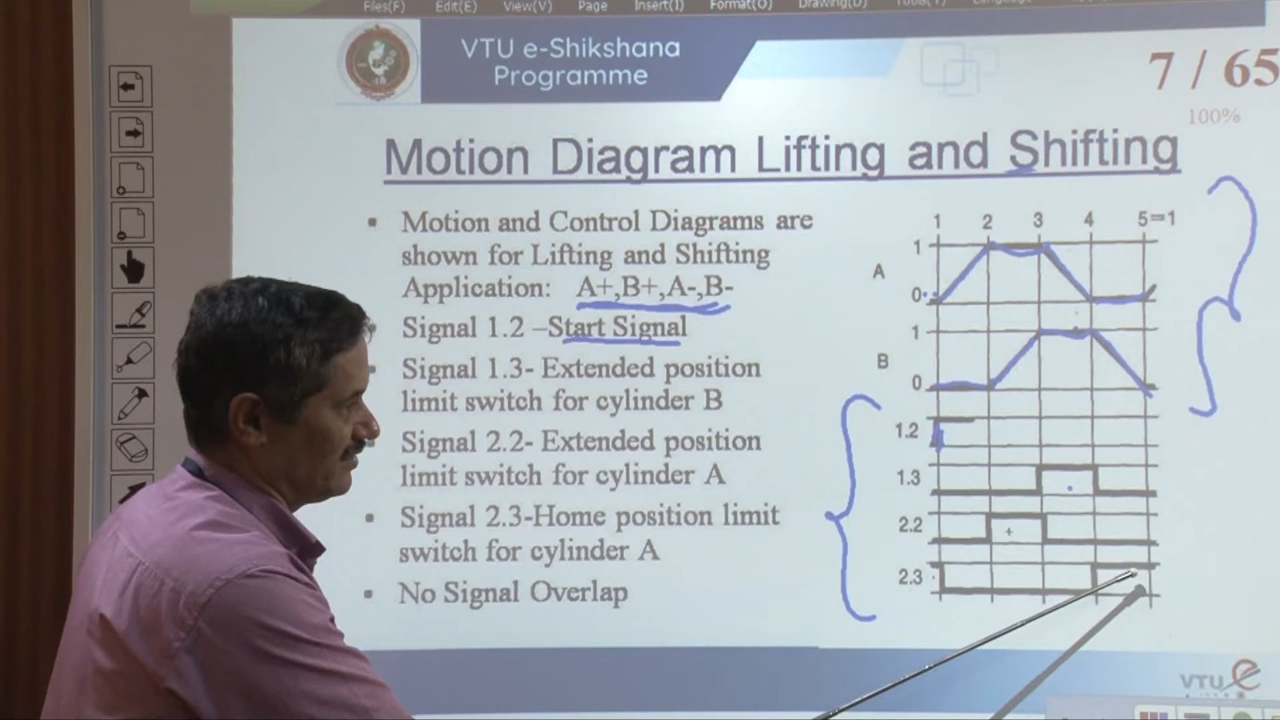 Files(F) Edit(E) View(V) Page Insert(I) Format(O) Drawing(D)
VTU e-Shikshana
Programme
7 / 65
100%
Motion Diagram Lifting and Shifting
▪ Motion and Control Diagrams are
shown for Lifting and Shifting
Application: A+,B+,A-,B-
Signal 1.2 –Start Signal
Signal 1.3- Extended position
limit switch for cylinder B
Signal 2.2- Extended position
limit switch for cylinder A
▪ Signal 2.3-Home position limit
switch for cylinder A
▪ No Signal Overlap
1 2 3 4 5=1
1
A
0
1
B
0
1.2
1.3
2.2
+
2.3
VTU e